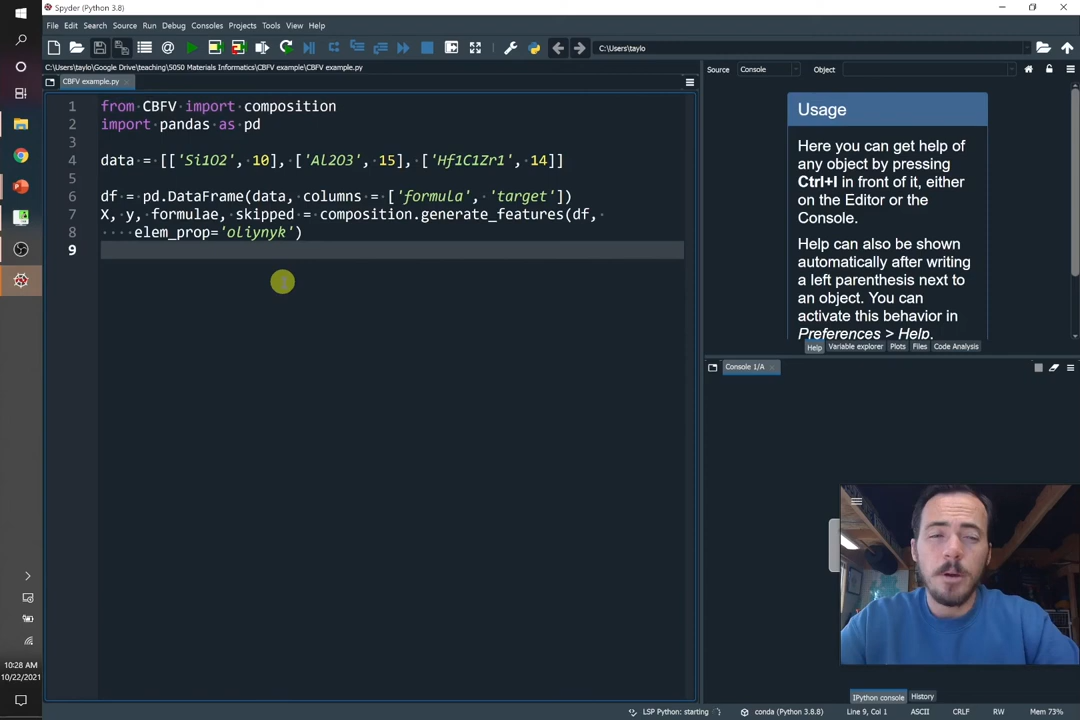 Spyder (Python 3.8)
File Edit Search Source Run Debug Consoles Projects Tools View Help
C:\Users\taylo
C:\Users\taylo\Google Drive\teaching\5050 Materials Informatics\CBFV example\CBFV example.py
Source Console Object
CBFV example.py
1 from CBFV import composition
2 import pandas as pd
3
4 data = [['Si1O2', 10], ['Al2O3', 15], ['Hf1C1Zr1', 14]]
5
6 df = pd.DataFrame(data, columns = ['formula', 'target'])
7 X, y, formulae, skipped = composition.generate_features(df,
8 elem_prop='oliynyk')
9
Usage
Here you can get help of
any object by pressing
Ctrl+I in front of it, either
on the Editor or the
Console.
Help can also be shown
automatically after writing
a left parenthesis next to
an object. You can
activate this behavior in
Preferences > Help.
Help Variable explorer Plots Files Code Analysis
Console 1/A
IPython console History
10:28 AM
10/22/2021
LSP Python: starting conda (Python 3.8.8) Line 9, Col 1 ASCII CRLF RW Mem 73%